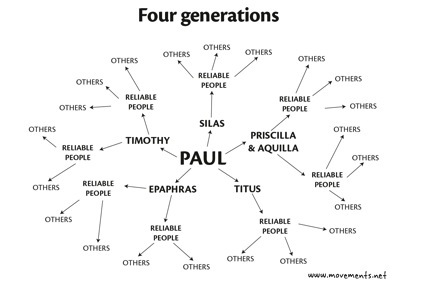 Four generations
OTHERS
OTHERS
OTHERS
OTHERS
RELIABLE
PEOPLE
OTHERS
OTHERS
OTHERS
RELIABLE
PEOPLE
OTHERS
RELIABLE
PEOPLE
OTHERS
OTHERS
SILAS
OTHERS
TIMOTHY
PRISCILLA
& AQUILLA
RELIABLE
PEOPLE
PAUL
OTHERS
OTHERS
RELIABLE
PEOPLE
EPAPHRAS
TITUS
RELIABLE
PEOPLE
OTHERS
OTHERS
OTHERS
RELIABLE
PEOPLE
RELIABLE
PEOPLE
OTHERS
OTHERS
OTHERS
OTHERS
OTHERS
OTHERS
www.movements.net